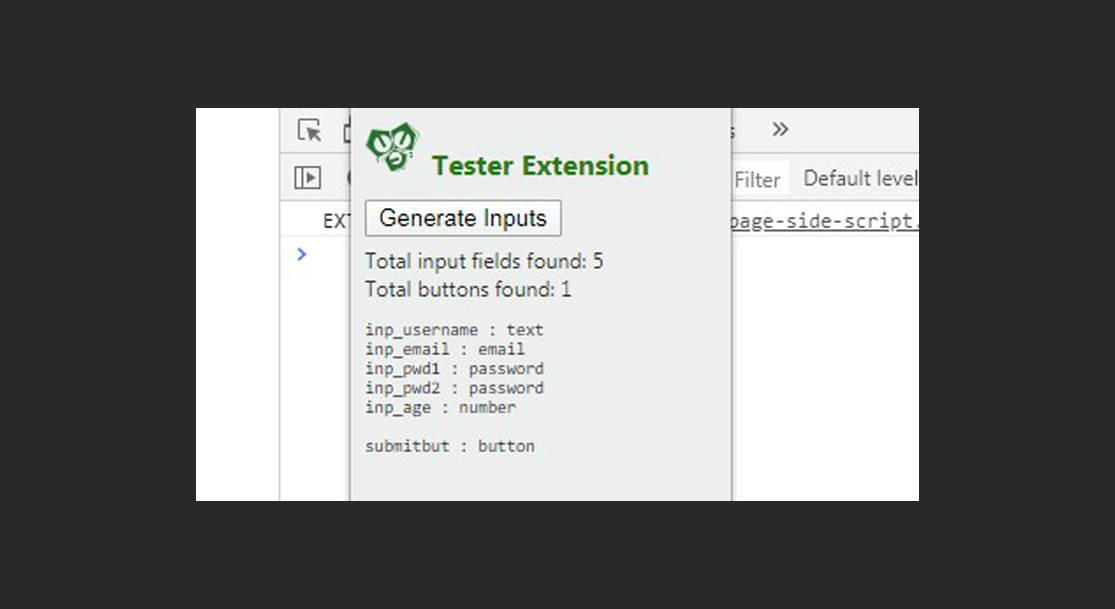 Tester Extension
Generate Inputs
Filter
Default level
EXT
page-side-script.
Total input fields found: 5
Total buttons found: 1
inp_username : text
inp_email : email
inp_pwd1 : password
inp_pwd2 : password
inp_age : number
submitbut : button